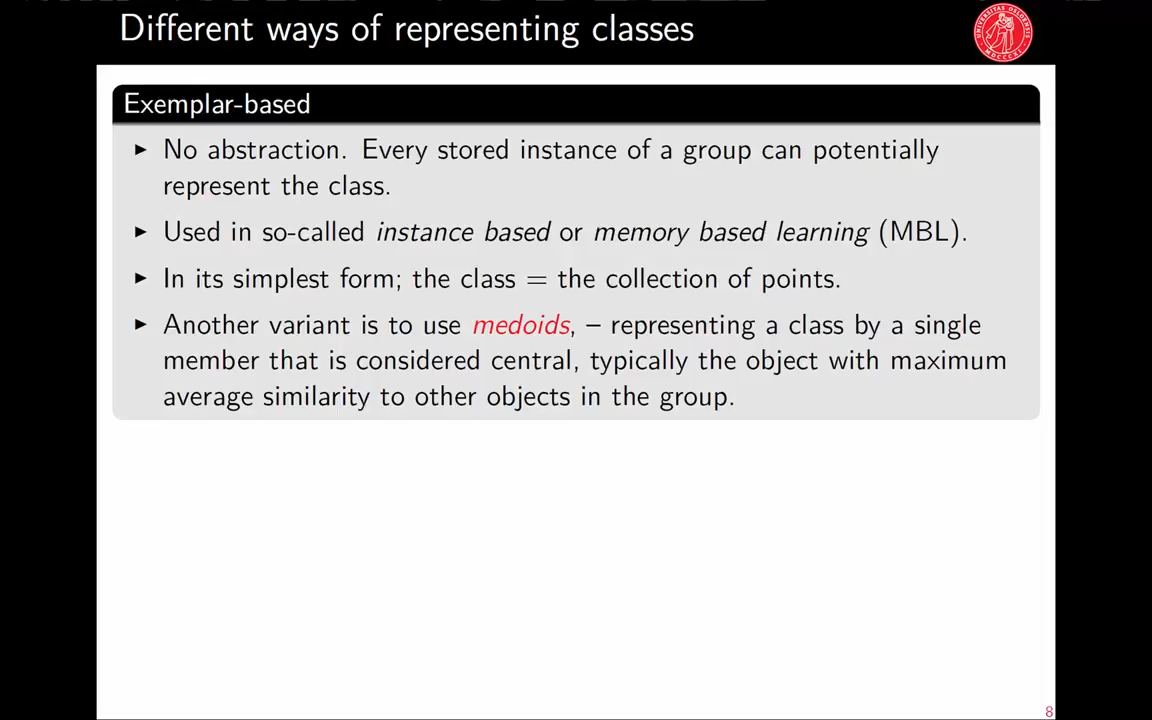 Different ways of representing classes
UNIVERSITAS OSLOENSIS
MDCCCXI
Exemplar-based
► No abstraction. Every stored instance of a group can potentially
represent the class.
► Used in so-called instance based or memory based learning (MBL).
► In its simplest form; the class = the collection of points.
► Another variant is to use medoids, – representing a class by a single
member that is considered central, typically the object with maximum
average similarity to other objects in the group.
8